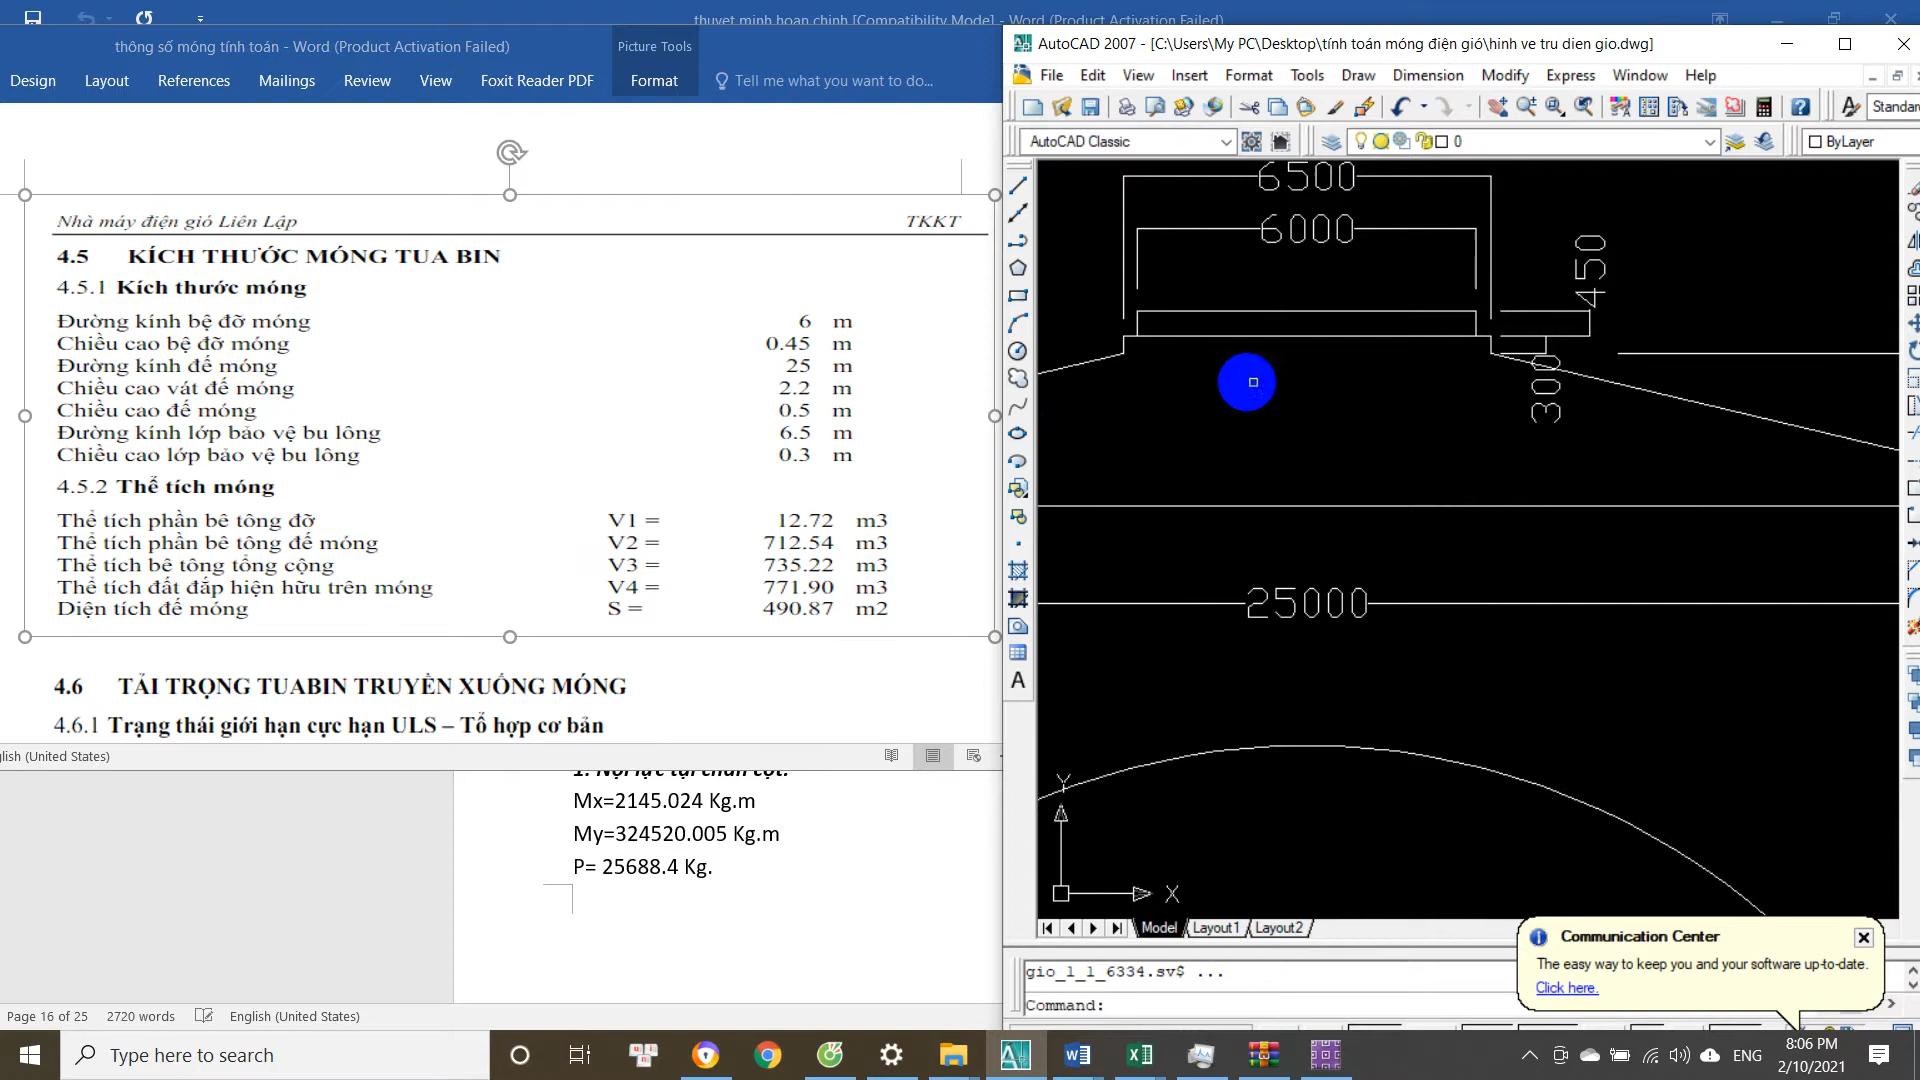 thuyet minh hoan chinh [Compatibility Mode] - Word (Product Activation Failed)
thông số móng tính toán - Word (Product Activation Failed)
Picture Tools
Design Layout References Mailings Review View Foxit Reader PDF Format Tell me what you want to do...
Nhà máy điện gió Liên Lập TKKT
4.5 KÍCH THƯỚC MÓNG TUA BIN
4.5.1 Kích thước móng
Đường kính bệ đỡ móng 6 m
Chiều cao bệ đỡ móng 0.45 m
Đường kính đế móng 25 m
Chiều cao vát đế móng 2.2 m
Chiều cao đế móng 0.5 m
Đường kính lớp bảo vệ bu lông 6.5 m
Chiều cao lớp bảo vệ bu lông 0.3 m
4.5.2 Thể tích móng
Thể tích phần bê tông đỡ V1 = 12.72 m3
Thể tích phần bê tông đế móng V2 = 712.54 m3
Thể tích bê tông tổng cộng V3 = 735.22 m3
Thể tích đất đắp hiện hữu trên móng V4 = 771.90 m3
Diện tích đế móng S = 490.87 m2
4.6 TẢI TRỌNG TUABIN TRUYỀN XUỐNG MÓNG
4.6.1 Trạng thái giới hạn cực hạn ULS – Tổ hợp cơ bản
glish (United States)
1. Nội lực tại chân cột:
Mx=2145.024 Kg.m
My=324520.005 Kg.m
P= 25688.4 Kg.
Page 16 of 25 2720 words English (United States)
AutoCAD 2007 - [C:\Users\My PC\Desktop\tính toán móng điện gió\hinh ve tru dien gio.dwg]
File Edit View Insert Format Tools Draw Dimension Modify Express Window Help
Standar
AutoCAD Classic 0 ByLayer
6500
6000
450
300
25000
Y
X
A
Model Layout1 Layout2
Communication Center
The easy way to keep you and your software up-to-date.
Click here.
gio_1_1_6334.sv$ ...
Command:
Type here to search
ENG
8:06 PM
2/10/2021